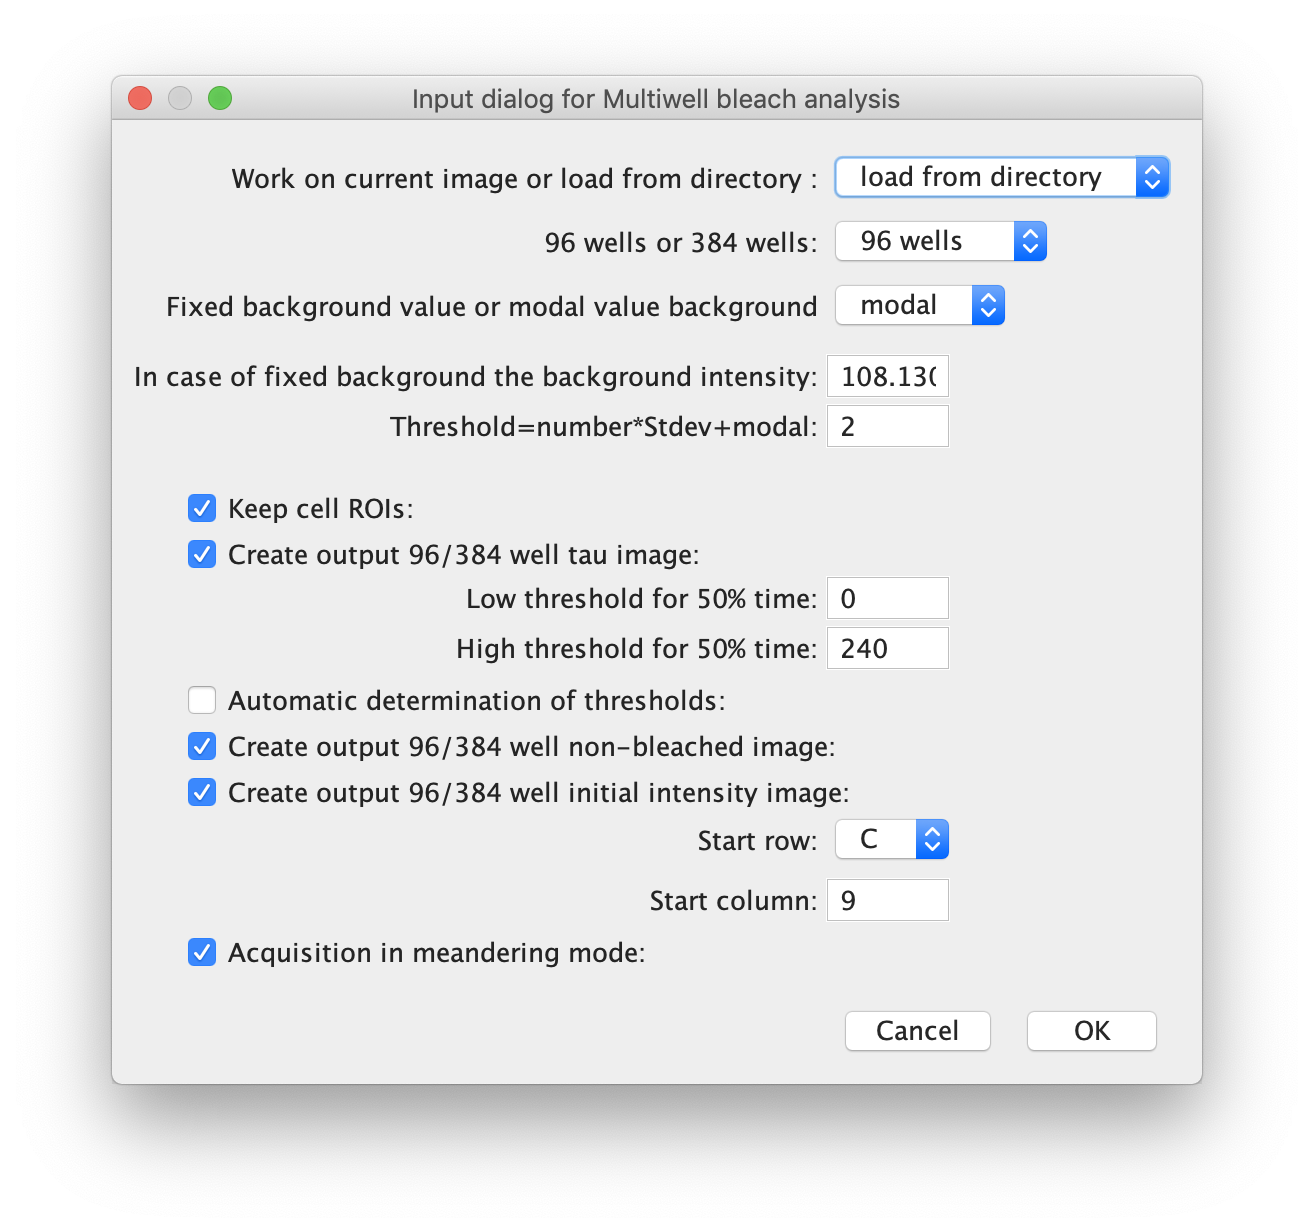 Input dialog for Multiwell bleach analysis
Work on current image or load from directory : load from directory
96 wells or 384 wells: 96 wells
Fixed background value or modal value background modal
In case of fixed background the background intensity: 108.130
Threshold=number*Stdev+modal: 2
Keep cell ROIs:
Create output 96/384 well tau image:
Low threshold for 50% time: 0
High threshold for 50% time: 240
Automatic determination of thresholds:
Create output 96/384 well non-bleached image:
Create output 96/384 well initial intensity image:
Start row: C
Start column: 9
Acquisition in meandering mode:
Cancel OK